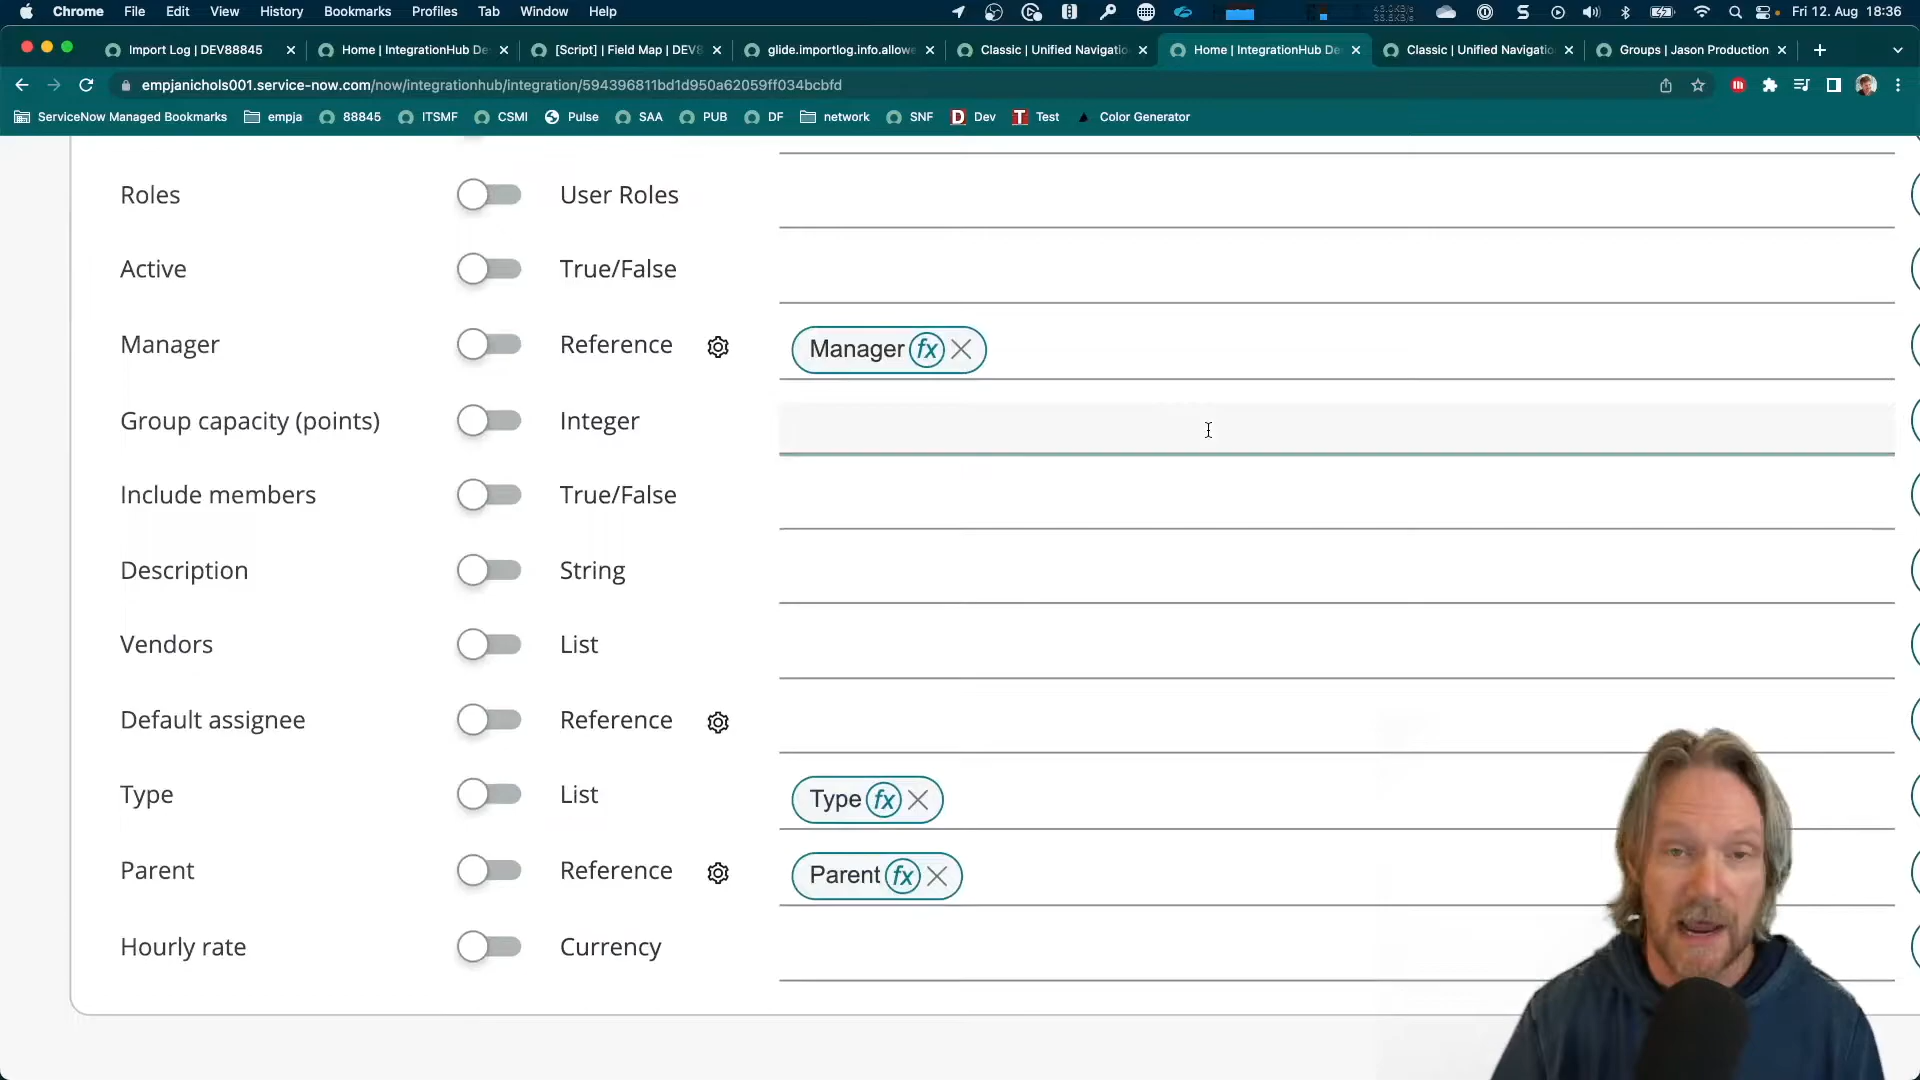 Chrome File Edit View History Bookmarks Profiles Tab Window Help Fri 12. Aug 18:36
Import Log | DEV88845 Home | IntegrationHub De [Script] | Field Map | DEV8 glide.importlog.info.allowe Classic | Unified Navigatio Home | IntegrationHub De Classic | Unified Navigatio Groups | Jason Production
empjanichols001.service-now.com/now/integrationhub/integration/594396811bd1d950a62059ff034bcbfd
ServiceNow Managed Bookmarks empja 88845 ITSMF CSMI Pulse SAA PUB DF network SNF D Dev T Test Color Generator
Roles User Roles
Active True/False
Manager Reference Manager fx
Group capacity (points) Integer
Include members True/False
Description String
Vendors List
Default assignee Reference
Type List Type fx
Parent Reference Parent fx
Hourly rate Currency